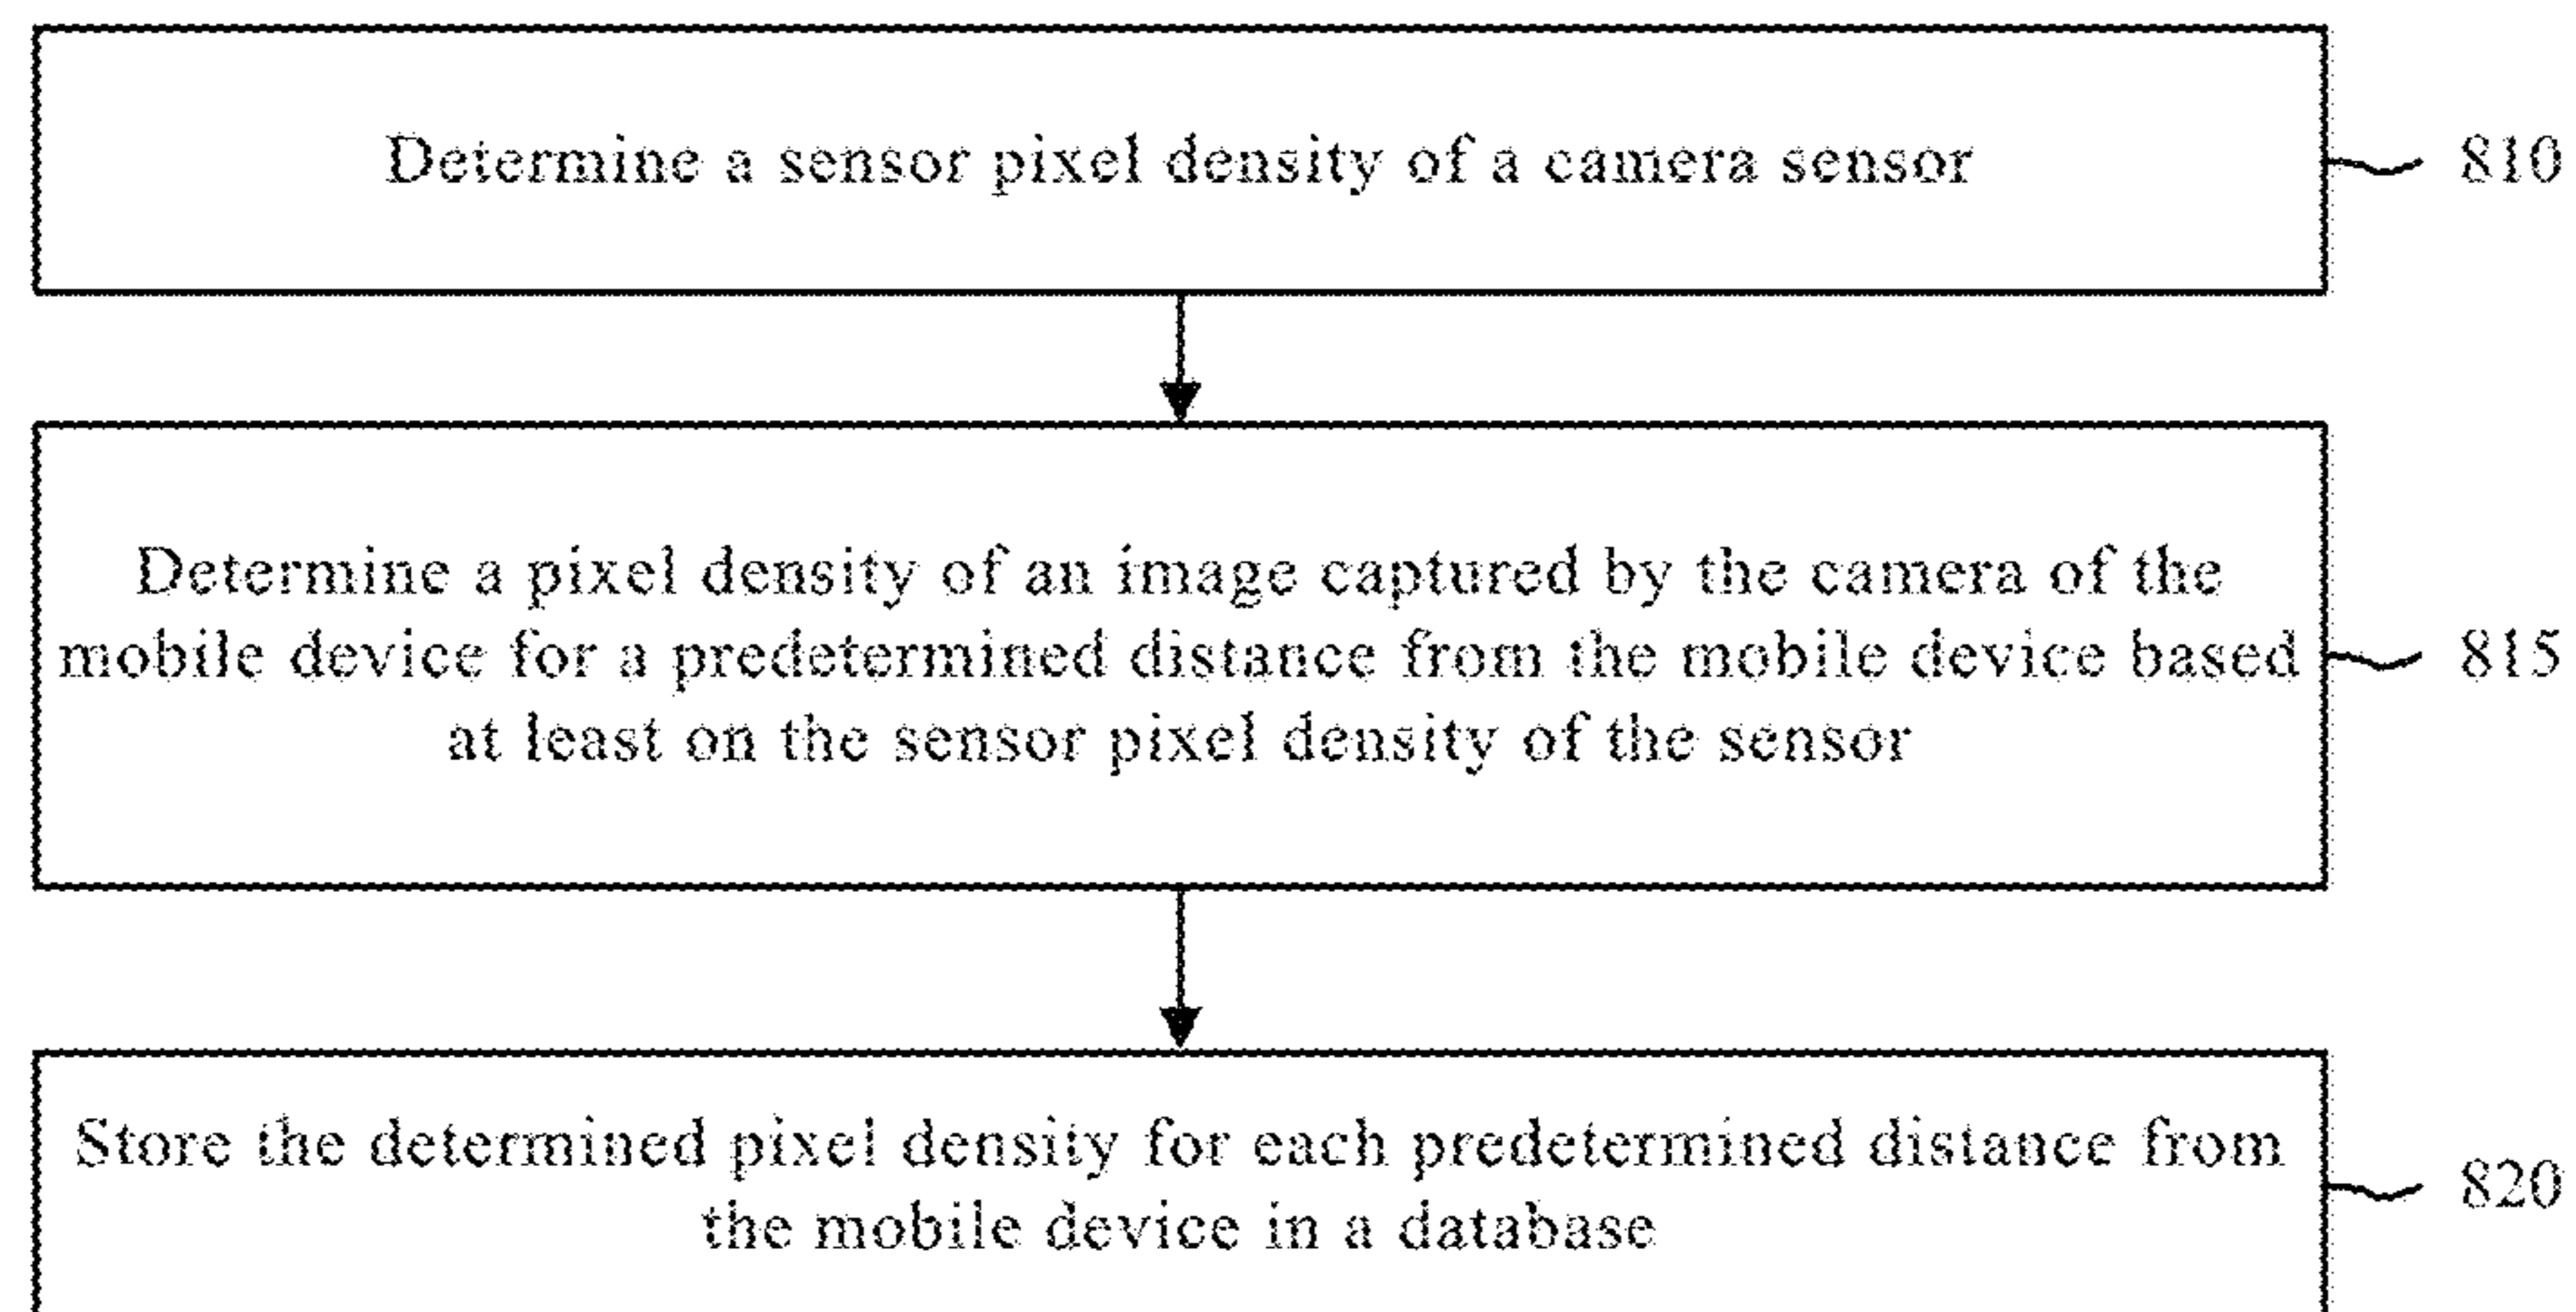 Determine a sensor pixel density of a camera sensor
810
Determine a pixel density of an image captured by the camera of the
mobile device for a predetermined distance from the mobile device based
at least on the sensor pixel density of the sensor
815
Store the determined pixel density for each predetermined distance from
the mobile device in a database
820